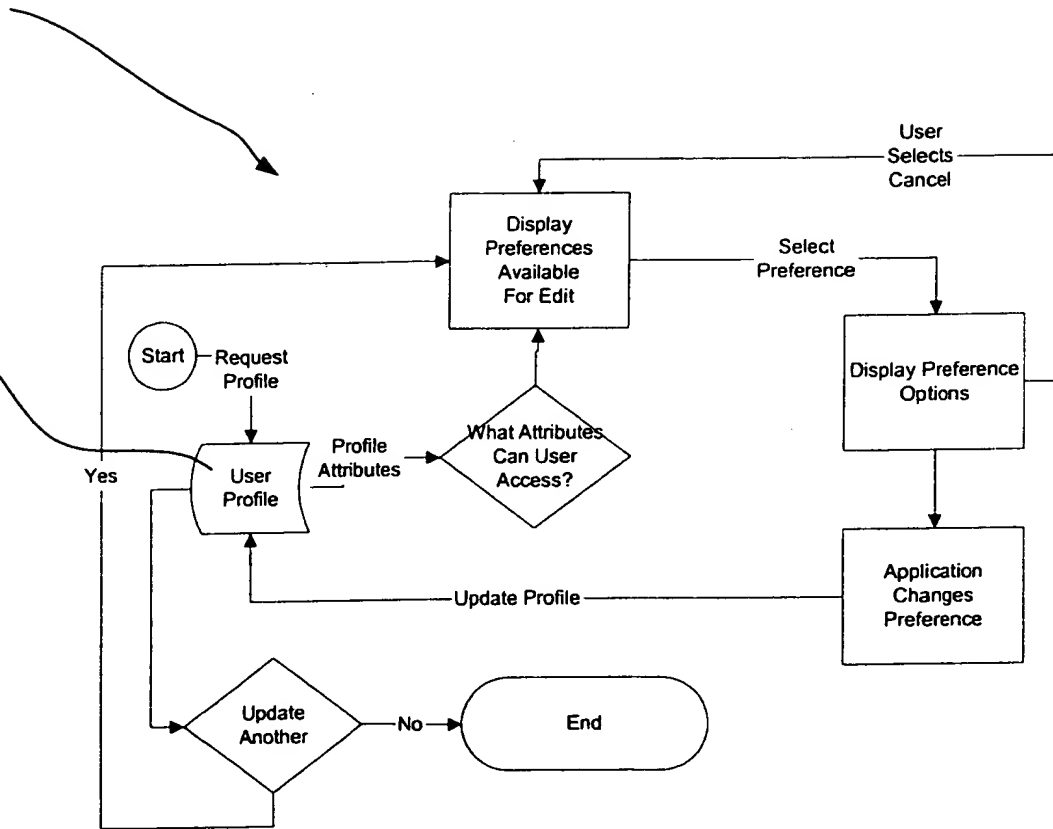 User
Selects
Cancel
Display
Preferences
Available
For Edit
Select
Preference
Start
Request
Profile
Display Preference
Options
What Attributes
Can User
Access?
Profile
Attributes
User
Profile
Yes
Application
Changes
Preference
Update Profile
Update
Another
No
End